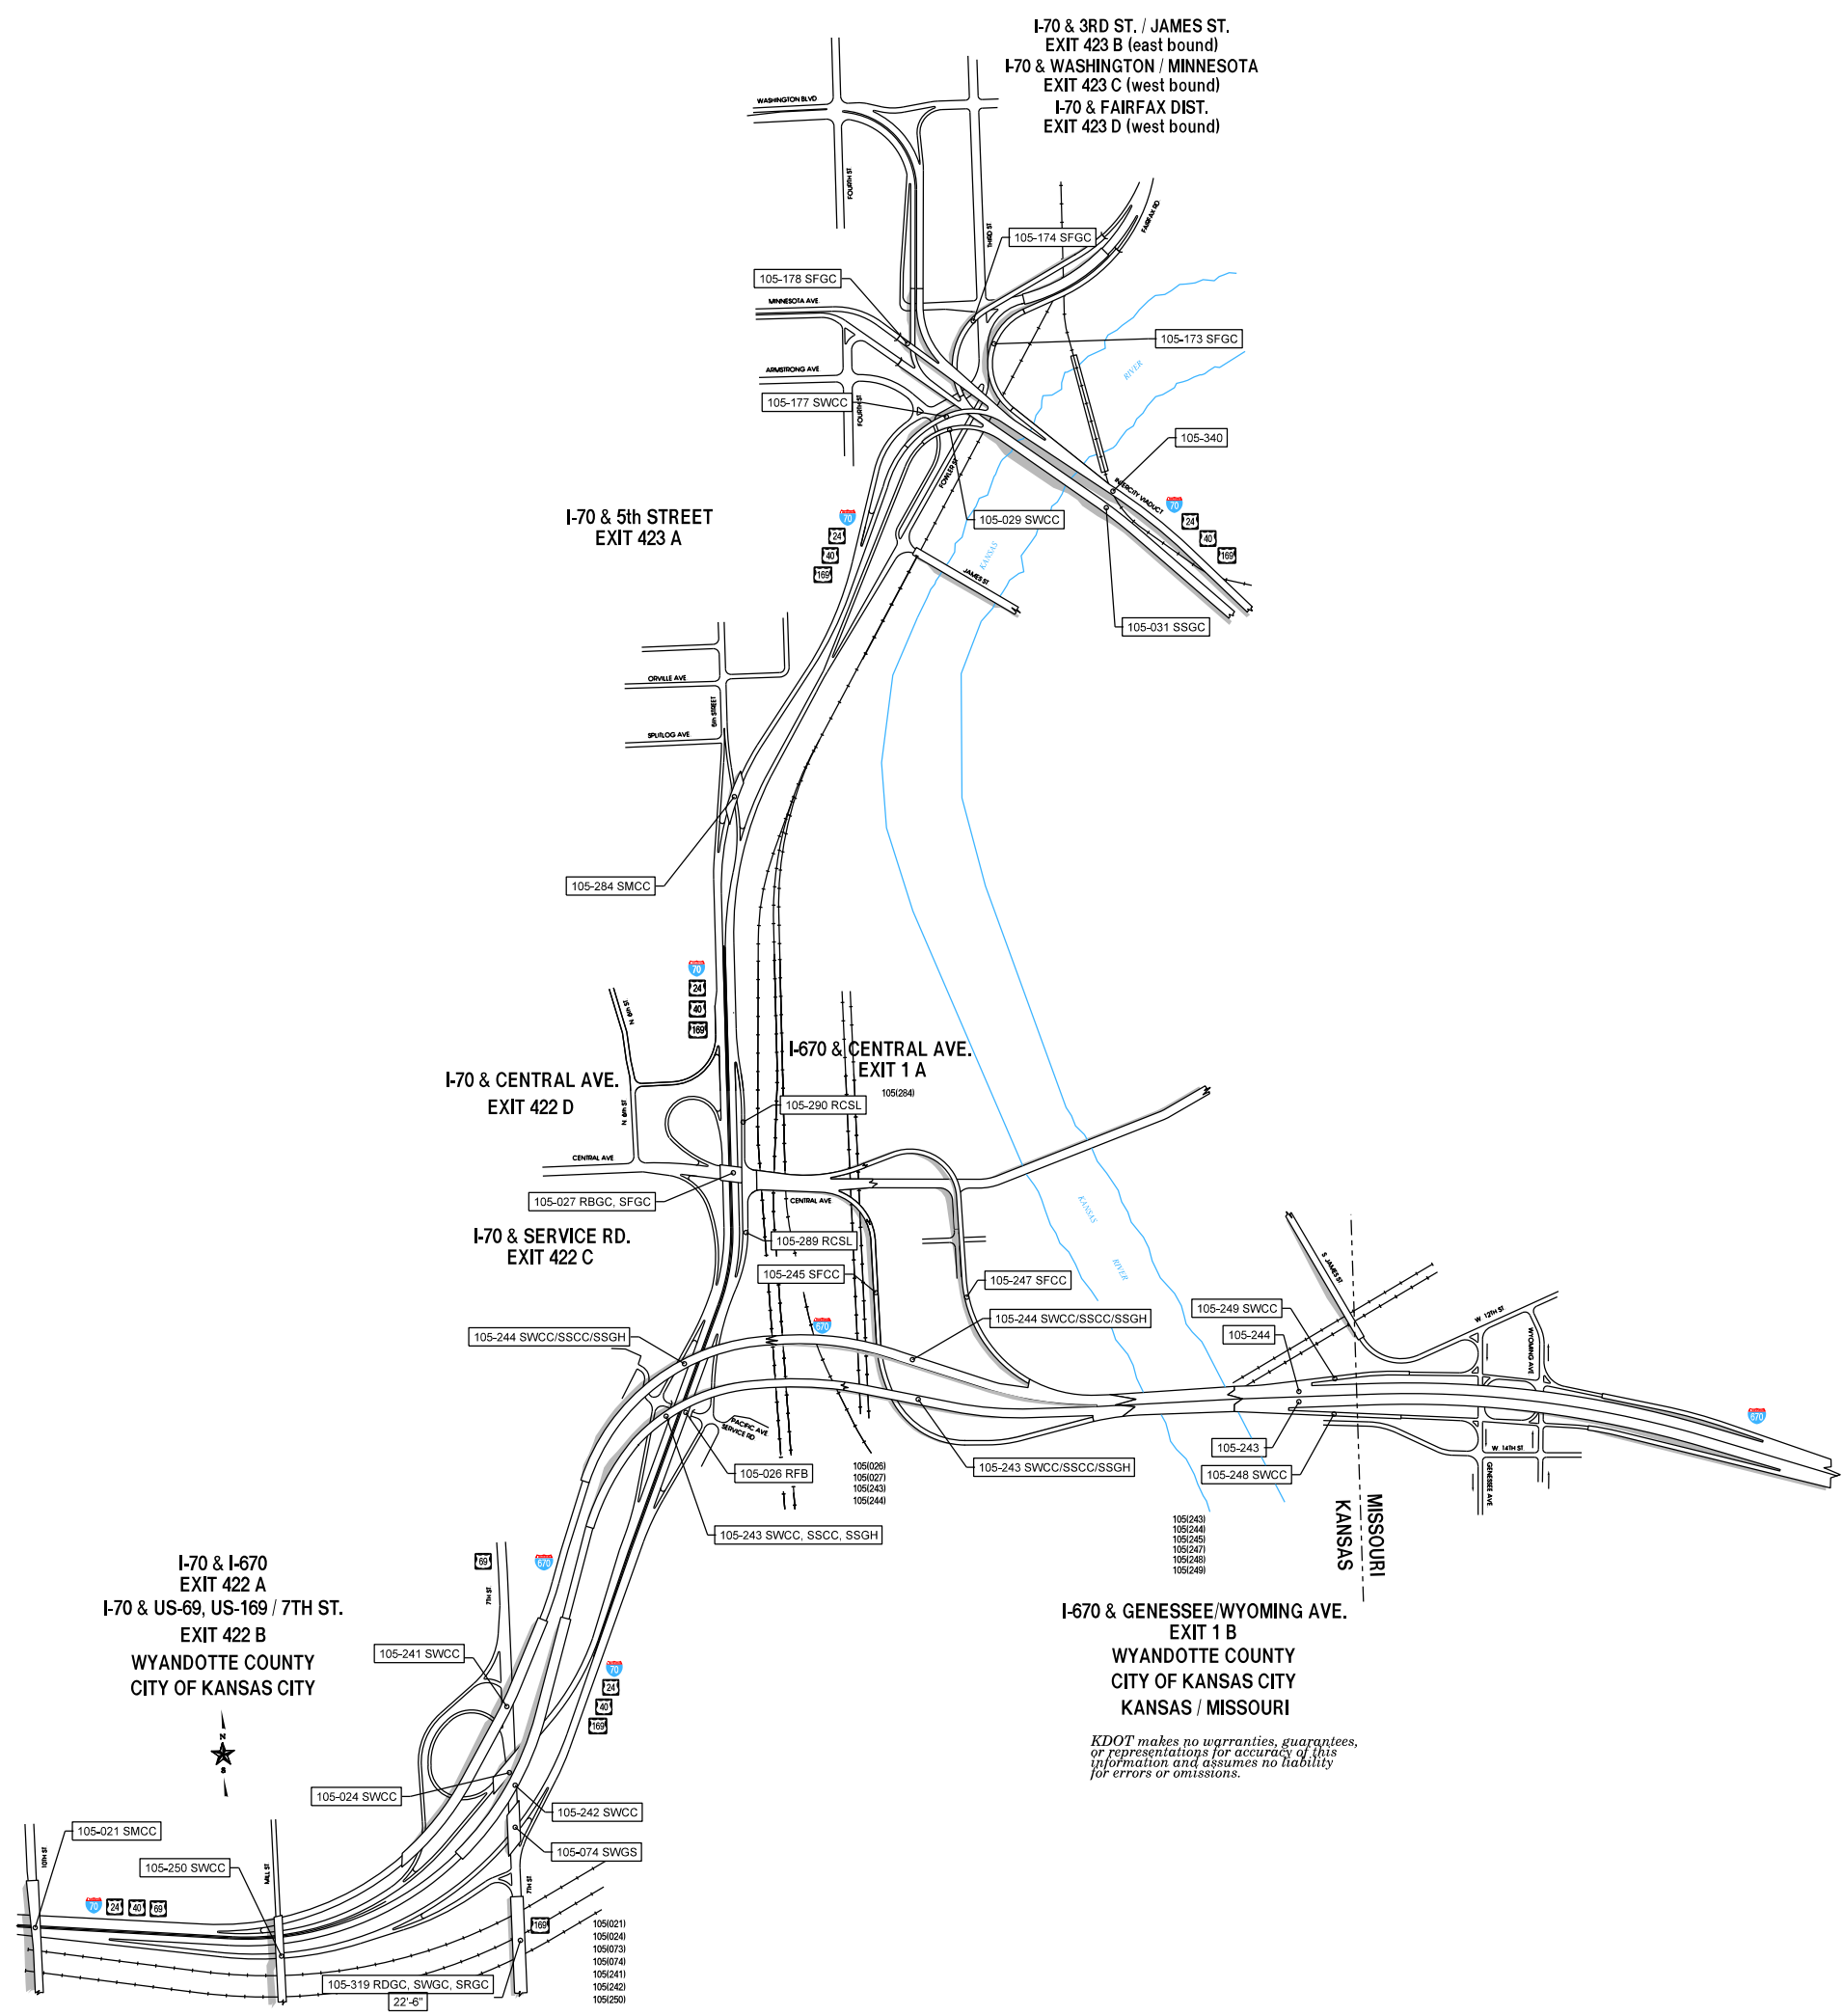 I-70 & 3RD ST. / JAMES ST.
EXIT 423 B (east bound)
I-70 & WASHINGTON / MINNESOTA
EXIT 423 C (west bound)
I-70 & FAIRFAX DIST.
EXIT 423 D (west bound)
WASHINGTON BLVD
FOURTH ST
THIRD ST
FAIRFAX RD
105-174 SFGC
105-178 SFGC
MINNESOTA AVE
105-173 SFGC
RIVER
ARMSTRONG AVE
105-177 SWCC
FOURTH ST
105-340
FOWLER ST
INTERCITY VIADUCT
70
24
40
169
I-70 & 5th STREET
EXIT 423 A
70
24
40
169
105-029 SWCC
KANSAS
JAMES ST
105-031 SSGC
ORVILLE AVE
5th STREET
SPLITLOG AVE
105-284 SMCC
70
24
40
169
N 6th ST
I-670 & CENTRAL AVE.
EXIT 1 A
105(284)
I-70 & CENTRAL AVE.
EXIT 422 D
N 6th ST
105-290 RCSL
CENTRAL AVE
105-027 RBGC, SFGC
CENTRAL AVE
KANSAS
RIVER
I-70 & SERVICE RD.
EXIT 422 C
105-289 RCSL
105-245 SFCC
105-247 SFCC
S JAMES ST
105-244 SWCC/SSCC/SSGH
670
105-244 SWCC/SSCC/SSGH
105-249 SWCC
105-244
W 12TH ST
WYOMING AVE
PACIFIC AVE
SERVICE RD
670
105-243
W 14TH ST
105-248 SWCC
GENESSEE AVE
105-026 RFB
105(026)
105(027)
105(243)
105(244)
105-243 SWCC/SSCC/SSGH
105-243 SWCC, SSCC, SSGH
105(243)
105(244)
105(245)
105(247)
105(248)
105(249)
KANSAS
MISSOURI
I-70 & I-670
EXIT 422 A
I-70 & US-69, US-169 / 7TH ST.
EXIT 422 B
WYANDOTTE COUNTY
CITY OF KANSAS CITY
69
7TH ST
670
I-670 & GENESSEE/WYOMING AVE.
EXIT 1 B
WYANDOTTE COUNTY
CITY OF KANSAS CITY
KANSAS / MISSOURI
KDOT makes no warranties, guarantees,
or representations for accuracy of this
information and assumes no liability
for errors or omissions.
105-241 SWCC
70
24
40
169
N
S
105-024 SWCC
105-242 SWCC
105-074 SWGS
105-021 SMCC
10TH ST
105-250 SWCC
MILL ST
7TH ST
70
24
40
69
169
105(021)
105(024)
105(073)
105(074)
105(241)
105(242)
105(250)
105-319 RDGC, SWGC, SRGC
22'-6"